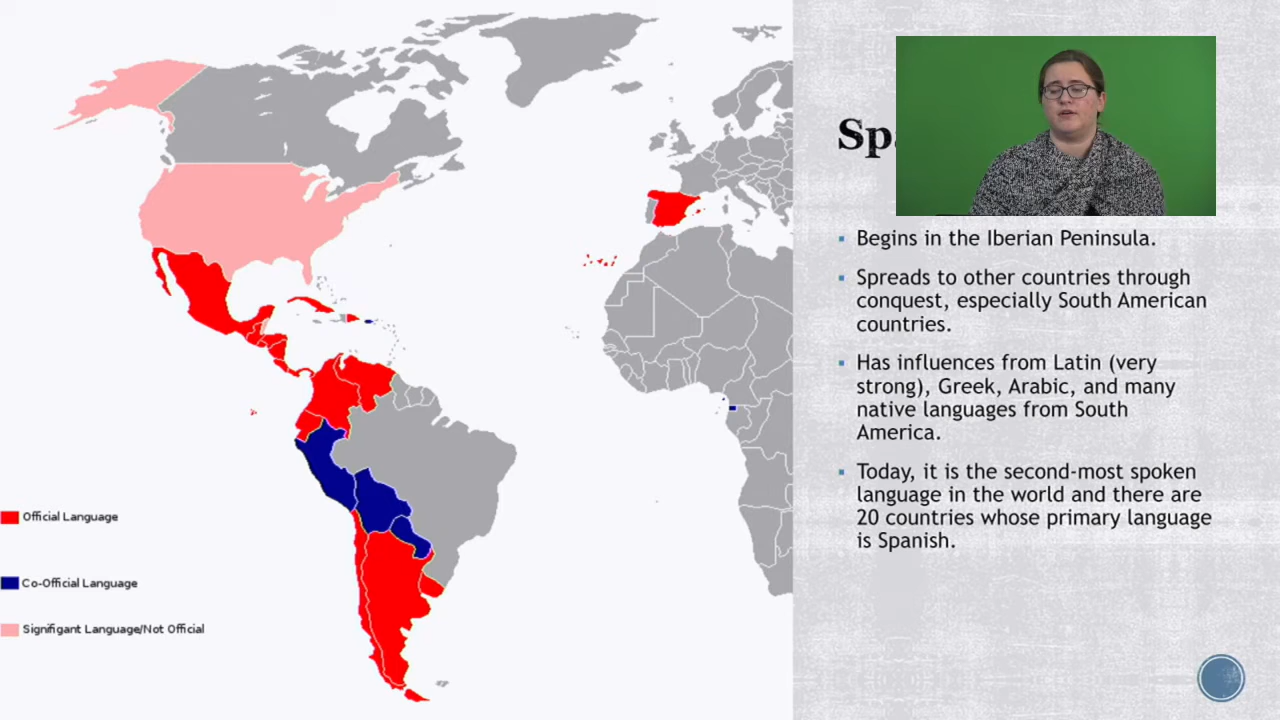 Sp
Begins in the Iberian Peninsula.
Spreads to other countries through
conquest, especially South American
countries.
Has influences from Latin (very
strong), Greek, Arabic, and many
native languages from South
America.
Today, it is the second-most spoken
language in the world and there are
20 countries whose primary language
is Spanish.
Official Language
Co-Official Language
Signifigant Language/Not Official